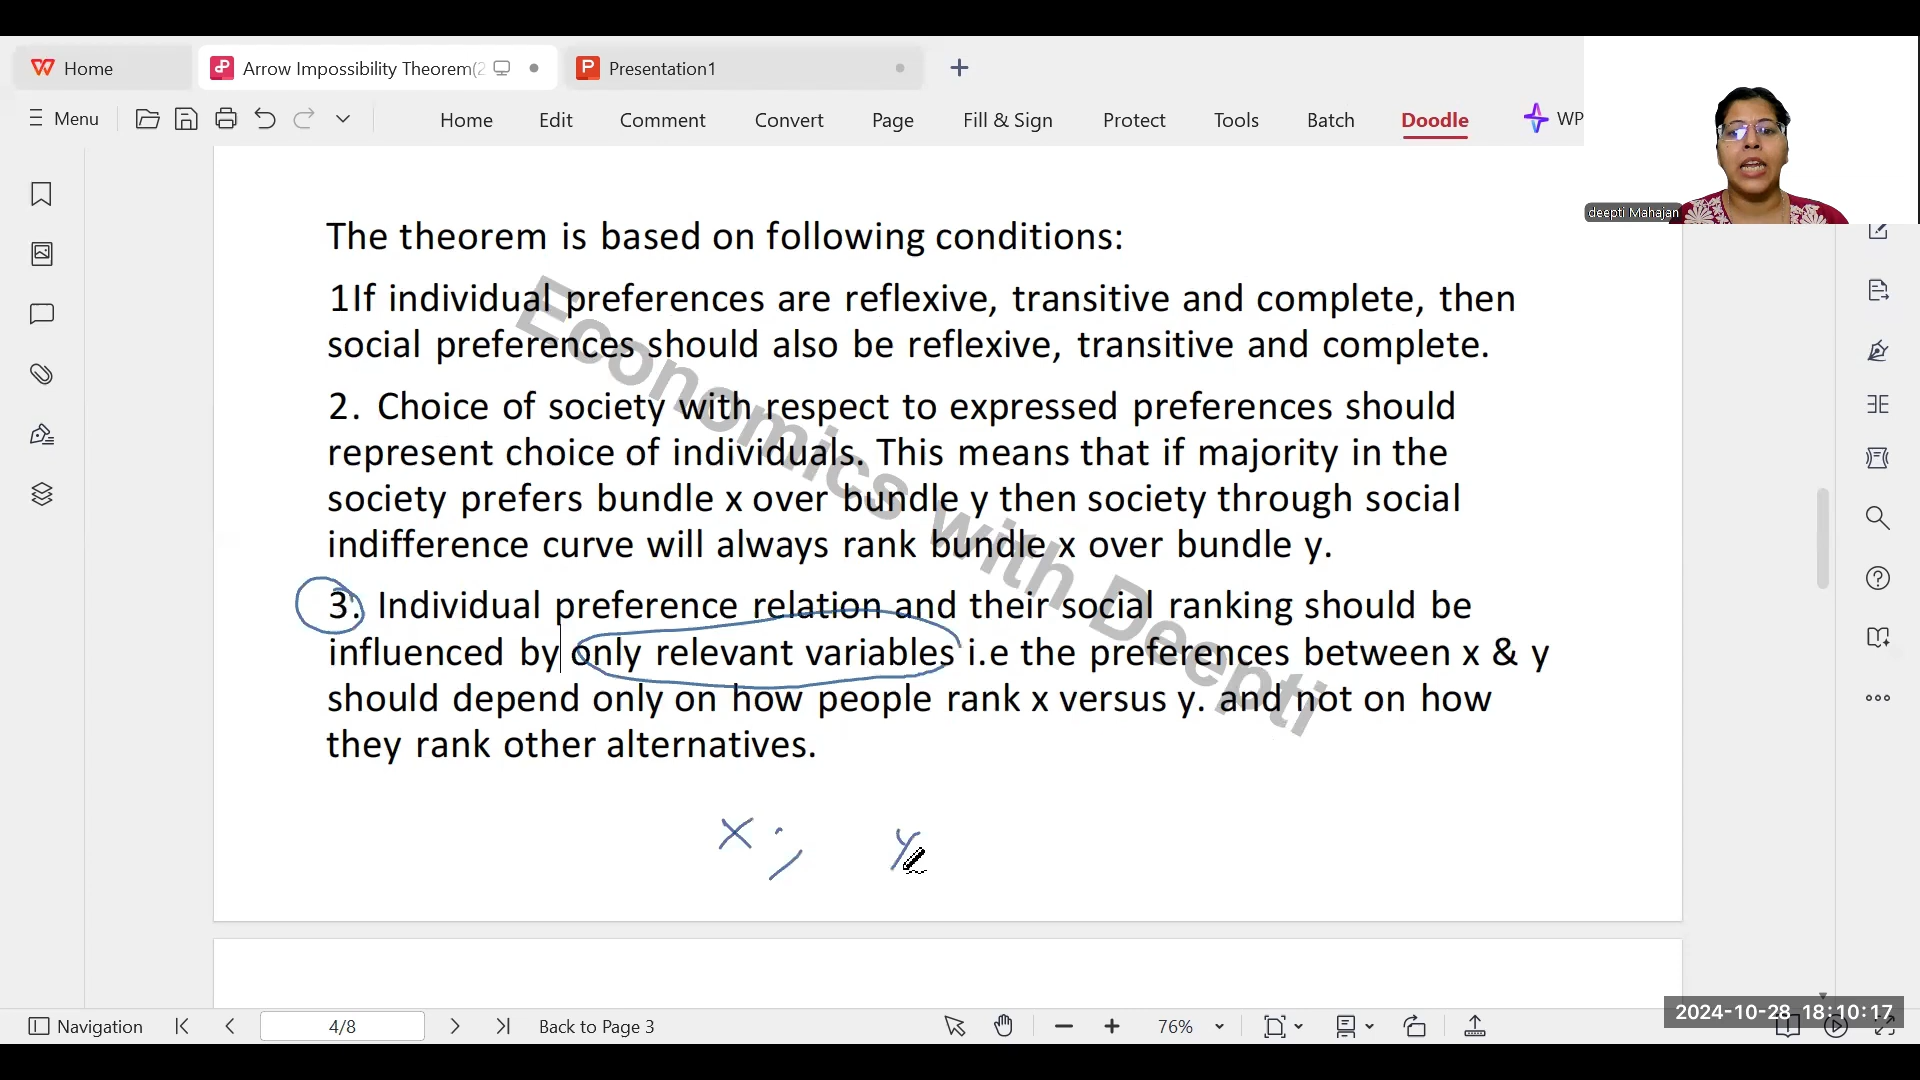 Home
Arrow Impossibility Theorem(2
Presentation1
Menu
Home Edit Comment Convert Page Fill & Sign Protect Tools Batch Doodle WP
deepti Mahajan
The theorem is based on following conditions:
1If individual preferences are reflexive, transitive and complete, then
social preferences should also be reflexive, transitive and complete.
2. Choice of society with respect to expressed preferences should
represent choice of individuals. This means that if majority in the
society prefers bundle x over bundle y then society through social
indifference curve will always rank bundle x over bundle y.
3. Individual preference relation and their social ranking should be
influenced by only relevant variables i.e the preferences between x & y
should depend only on how people rank x versus y. and not on how
they rank other alternatives.
Economics with Deepti
x ; y
Navigation 4/8 Back to Page 3 76%
2024-10-28 18:10:17